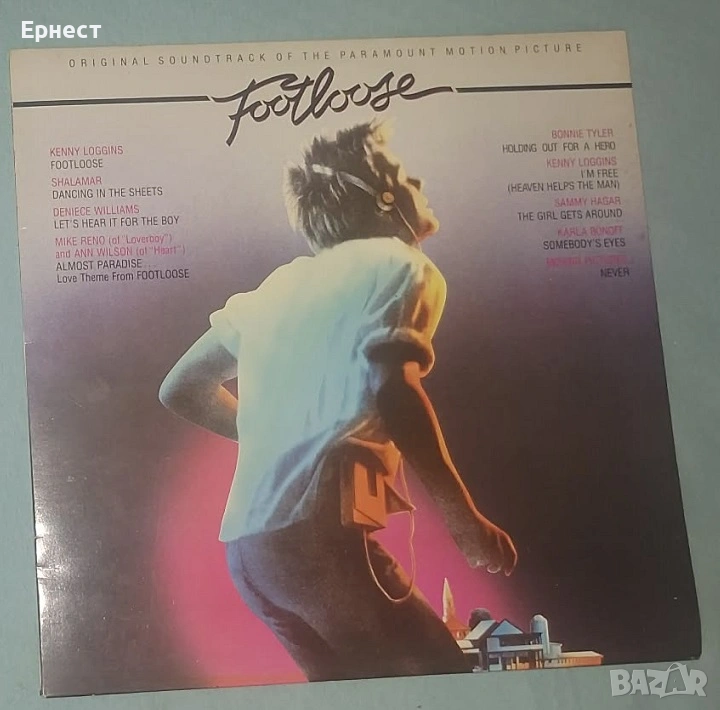 Ернест
ORIGINAL SOUNDTRACK OF THE PARAMOUNT MOTION PICTURE
Footloose
KENNY LOGGINS
FOOTLOOSE
SHALAMAR
DANCING IN THE SHEETS
DENIECE WILLIAMS
LET'S HEAR IT FOR THE BOY
MIKE RENO (of "Loverboy")
and ANN WILSON (of "Heart")
ALMOST PARADISE...
Love Theme From FOOTLOOSE
BONNIE TYLER
HOLDING OUT FOR A HERO
KENNY LOGGINS
I'M FREE
(HEAVEN HELPS THE MAN)
SAMMY HAGAR
THE GIRL GETS AROUND
KARLA BONOFF
SOMEBODY'S EYES
MOVING PICTURES
NEVER
BAZAR